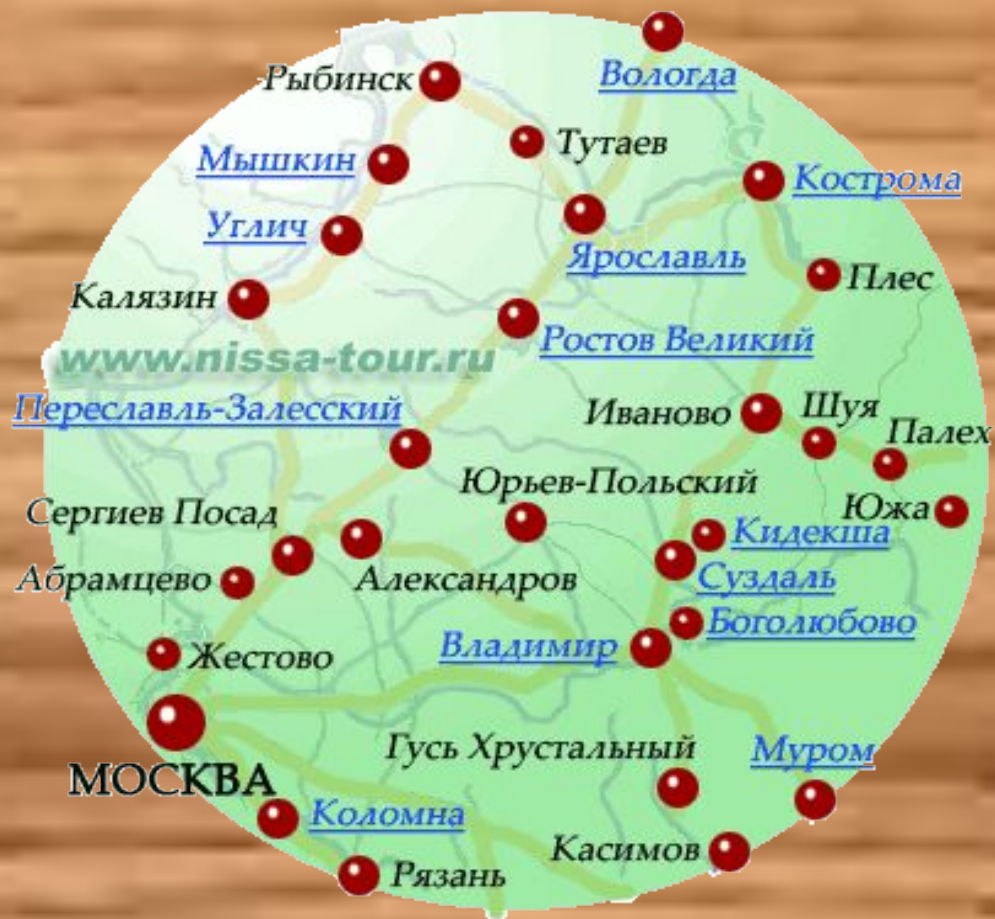 Вологда
Рыбинск
Тутаев
Мышкин
Кострома
Углич
Ярославль
Плес
Калязин
Ростов Великий
www.nissa-tour.ru
Переславль-Залесский
Иваново
Шуя
Палех
Юрьев-Польский
Сергиев Посад
Южа
Кидекша
Абрамцево
Александров
Суздаль
Боголюбово
Владимир
Жестово
Гусь Хрустальный
Муром
МОСКВА
Коломна
Касимов
Рязань